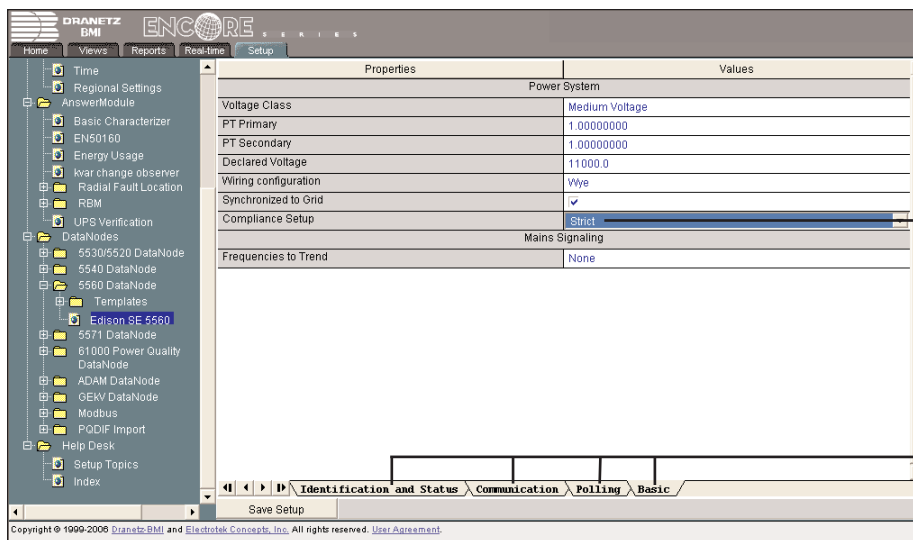 DRANETZ
BMI
ENCORE
SERIES
Home Views Reports Real-time Setup
Time
Regional Settings
AnswerModule
Basic Characterizer
EN50160
Energy Usage
kvar change observer
Radial Fault Location
RBM
UPS Verification
DataNodes
5530/5520 DataNode
5540 DataNode
5560 DataNode
Templates
Edison SE 5560
5571 DataNode
61000 Power Quality
DataNode
ADAM DataNode
GEkV DataNode
Modbus
PQDIF Import
Help Desk
Setup Topics
Index
Properties Values
Power System
Voltage Class Medium Voltage
PT Primary 1.00000000
PT Secondary 1.00000000
Declared Voltage 11000.0
Wiring configuration Wye
Synchronized to Grid
Compliance Setup Strict
Mains Signaling
Frequencies to Trend None
Identification and Status Communication Polling Basic
Save Setup
Copyright © 1999-2006 Dranetz-BMI and Electrotek Concepts, Inc. All rights reserved. User Agreement.